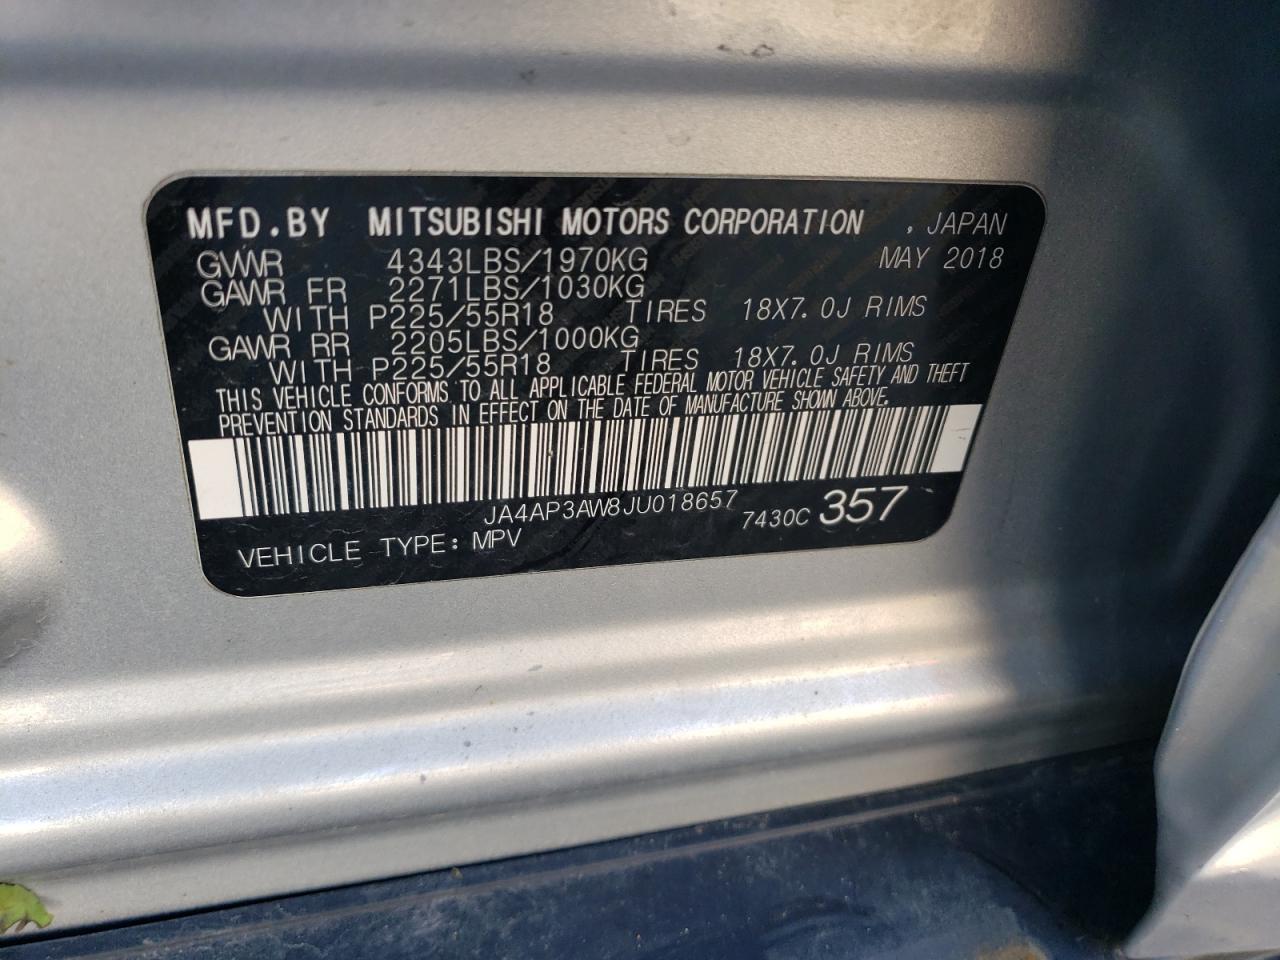 MFD.BY MITSUBISHI MOTORS CORPORATION , JAPAN
GVWR 4343LBS/1970KG MAY 2018
GAWR FR 2271LBS/1030KG
WITH P225/55R18 TIRES 18X7.0J RIMS
GAWR RR 2205LBS/1000KG
WITH P225/55R18 TIRES 18X7.0J RIMS
THIS VEHICLE CONFORMS TO ALL APPLICABLE FEDERAL MOTOR VEHICLE SAFETY AND THEFT
PREVENTION STANDARDS IN EFFECT ON THE DATE OF MANUFACTURE SHOWN ABOVE.
JA4AP3AW8JU018657 7430C 357
VEHICLE TYPE: MPV